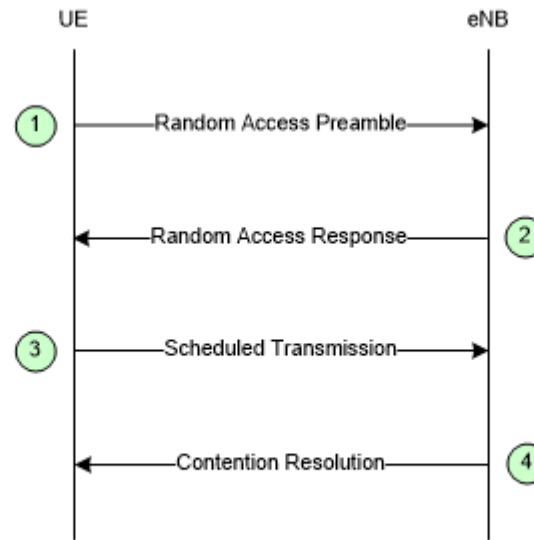 UE
eNB
1
Random Access Preamble
Random Access Response
2
3
Scheduled Transmission
Contention Resolution
4